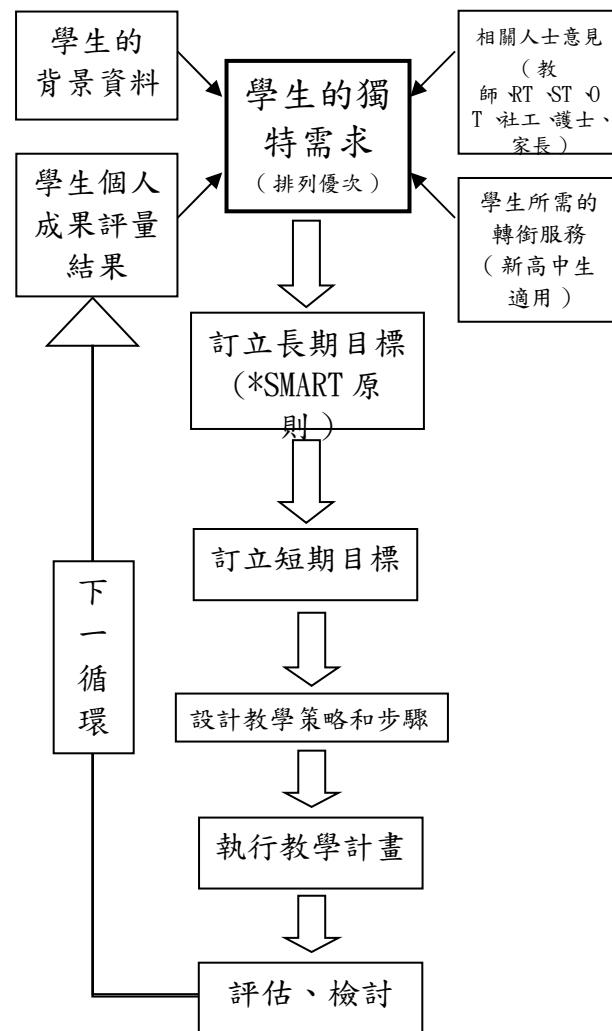 學生的
背景資料
相關人士意見
(教
師、RT、ST、O
T、社工、護士、
家長)
學生的獨
特需求
(排列優次)
學生個人
成果評量
結果
學生所需的
轉銜服務
(新高中生
適用)
訂立長期目標
(*SMART 原
則)
訂立短期目標
下
一
循
環
設計教學策略和步驟
執行教學計畫
評估、檢討